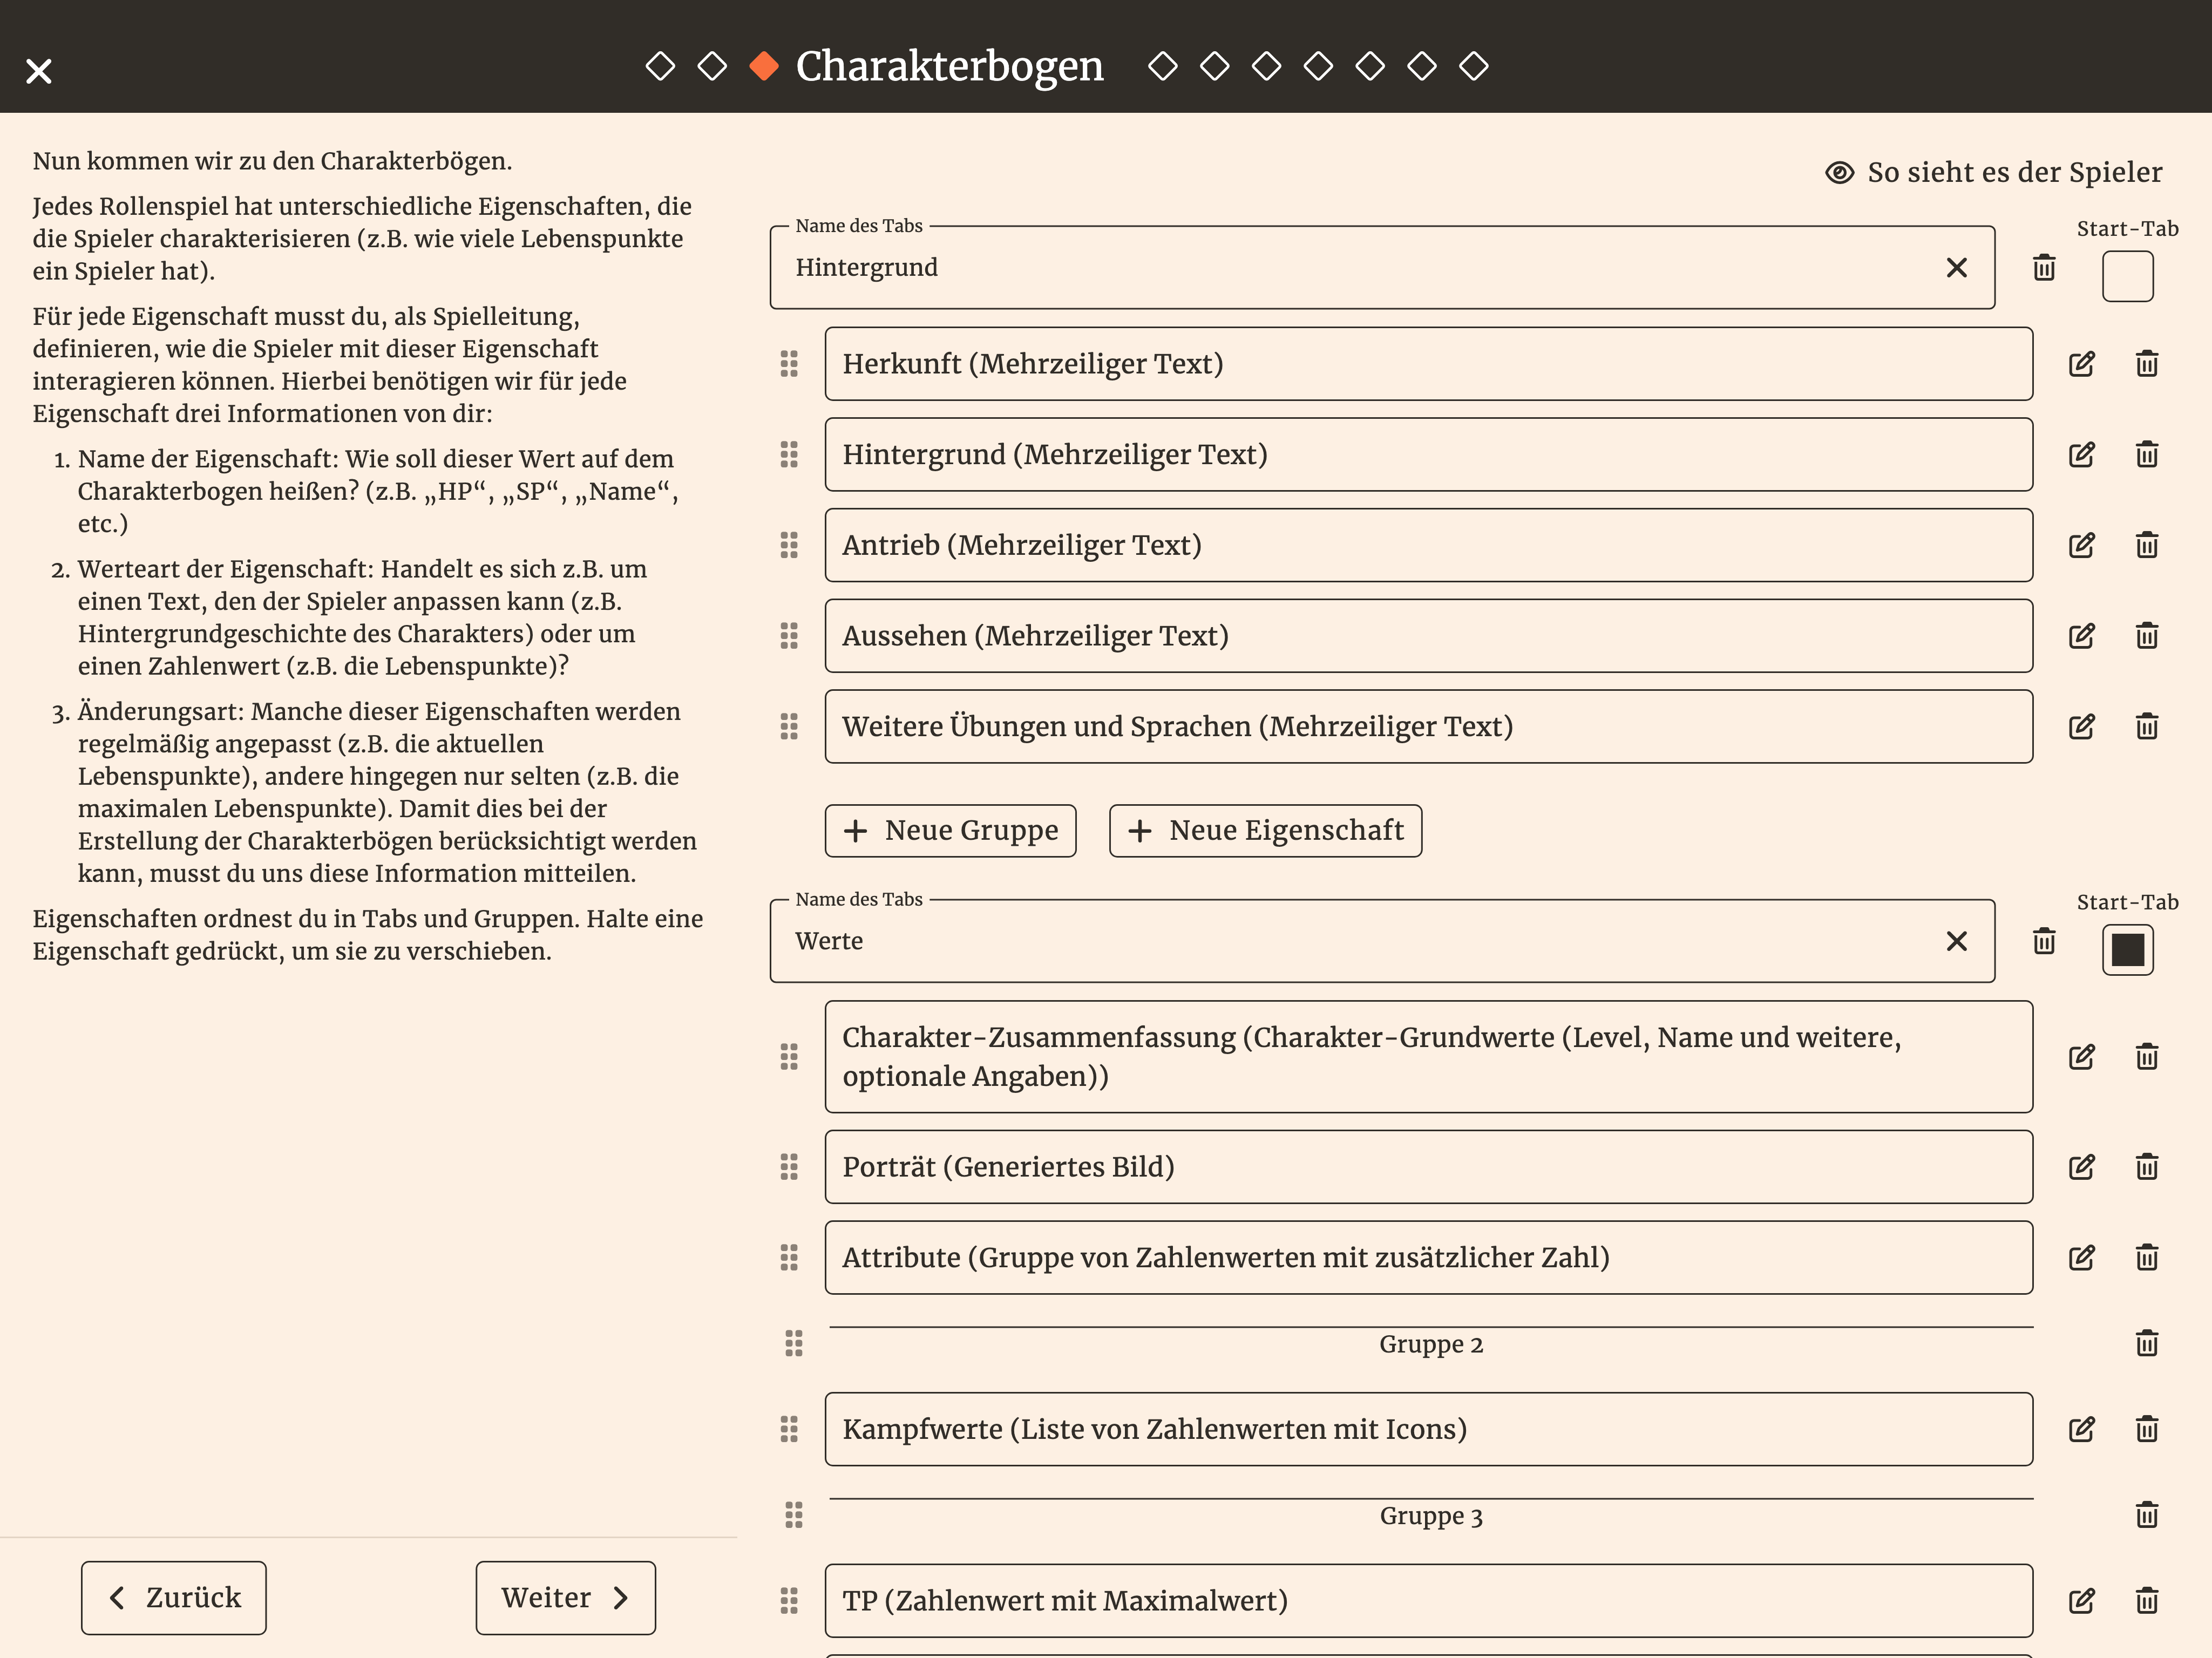 Charakterbogen
Nun kommen wir zu den Charakterbögen.
Jedes Rollenspiel hat unterschiedliche Eigenschaften, die
die Spieler charakterisieren (z.B. wie viele Lebenspunkte
ein Spieler hat).
Für jede Eigenschaft musst du, als Spielleitung,
definieren, wie die Spieler mit dieser Eigenschaft
interagieren können. Hierbei benötigen wir für jede
Eigenschaft drei Informationen von dir:
1. Name der Eigenschaft: Wie soll dieser Wert auf dem
Charakterbogen heißen? (z.B. „HP“, „SP“, „Name“,
etc.)
2. Werteart der Eigenschaft: Handelt es sich z.B. um
einen Text, den der Spieler anpassen kann (z.B.
Hintergrundgeschichte des Charakters) oder um
einen Zahlenwert (z.B. die Lebenspunkte)?
3. Änderungsart: Manche dieser Eigenschaften werden
regelmäßig angepasst (z.B. die aktuellen
Lebenspunkte), andere hingegen nur selten (z.B. die
maximalen Lebenspunkte). Damit dies bei der
Erstellung der Charakterbögen berücksichtigt werden
kann, musst du uns diese Information mitteilen.
Eigenschaften ordnest du in Tabs und Gruppen. Halte eine
Eigenschaft gedrückt, um sie zu verschieben.
Zurück
Weiter
So sieht es der Spieler
Name des Tabs
Start-Tab
Hintergrund
Herkunft (Mehrzeiliger Text)
Hintergrund (Mehrzeiliger Text)
Antrieb (Mehrzeiliger Text)
Aussehen (Mehrzeiliger Text)
Weitere Übungen und Sprachen (Mehrzeiliger Text)
Neue Gruppe
Neue Eigenschaft
Name des Tabs
Start-Tab
Werte
Charakter-Zusammenfassung (Charakter-Grundwerte (Level, Name und weitere,
optionale Angaben))
Porträt (Generiertes Bild)
Attribute (Gruppe von Zahlenwerten mit zusätzlicher Zahl)
Gruppe 2
Kampfwerte (Liste von Zahlenwerten mit Icons)
Gruppe 3
TP (Zahlenwert mit Maximalwert)